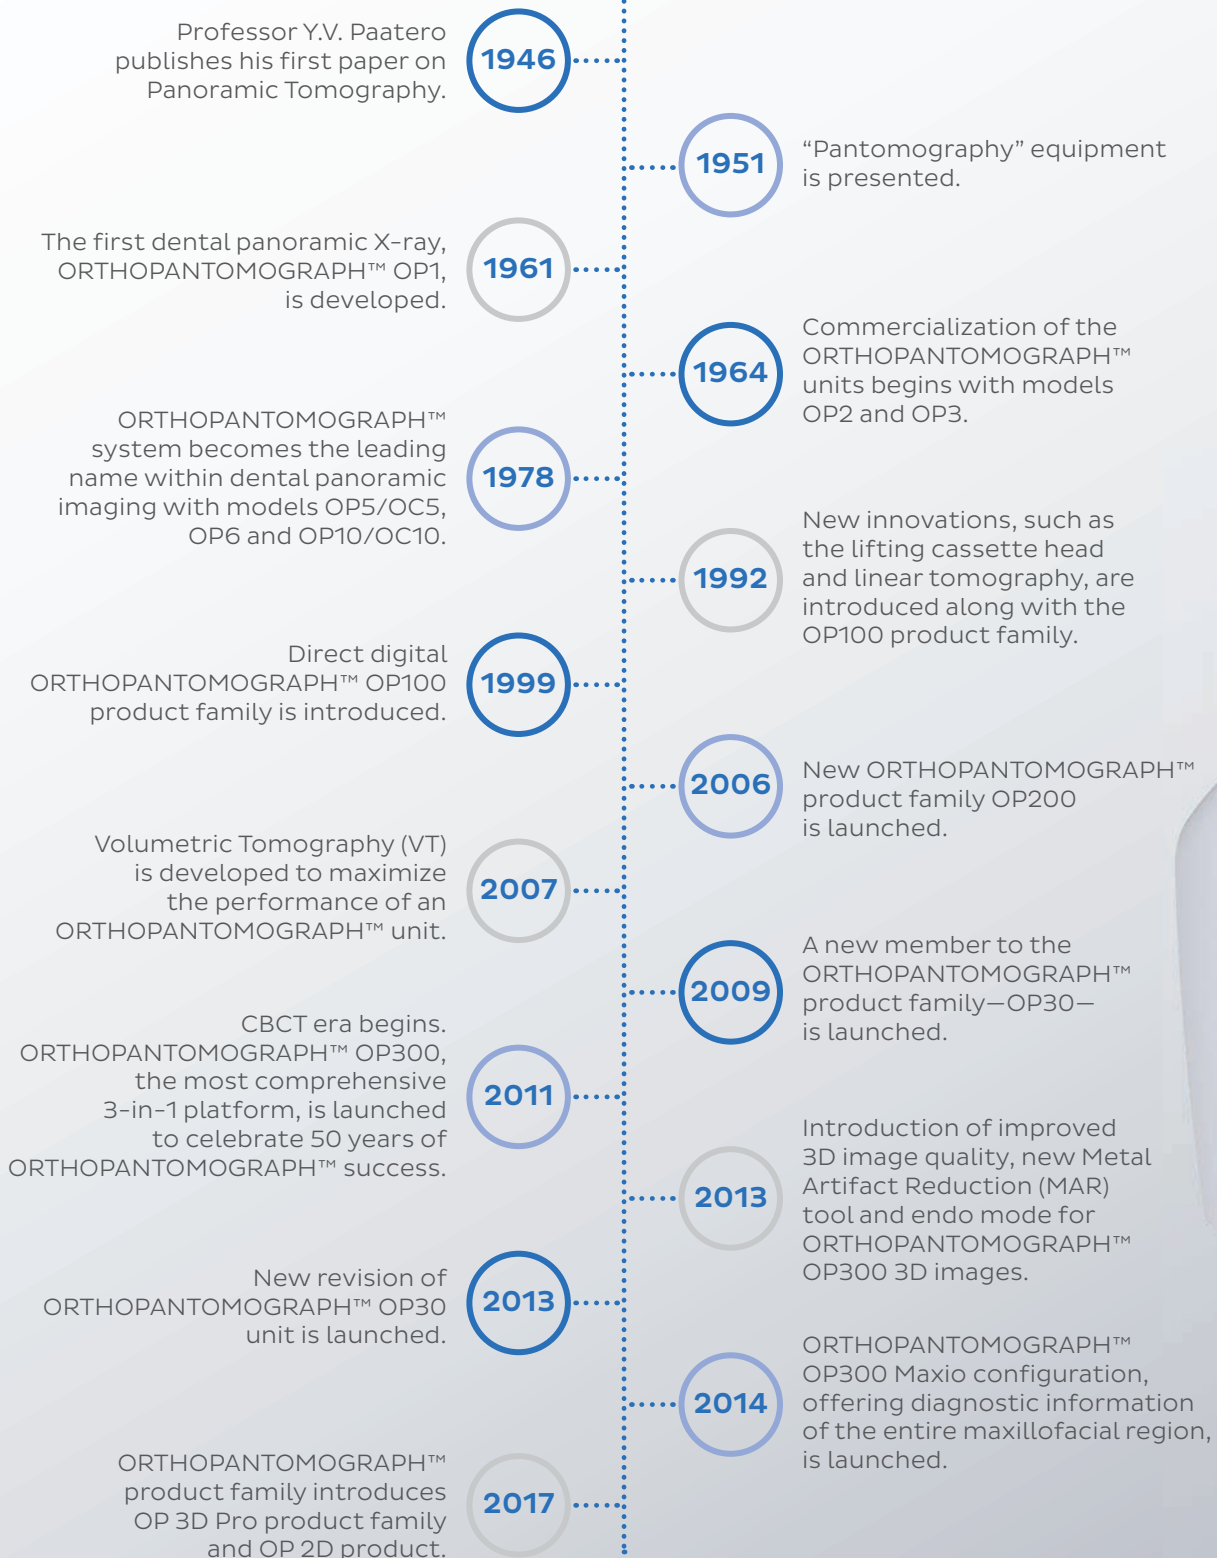 Professor Y.V. Paatero
publishes his first paper on
Panoramic Tomography.
1946
1951
“Pantomography” equipment
is presented.
The first dental panoramic X-ray,
ORTHOPANTOMOGRAPH™ OP1,
is developed.
1961
1964
Commercialization of the
ORTHOPANTOMOGRAPH™
units begins with models
OP2 and OP3.
ORTHOPANTOMOGRAPH™
system becomes the leading
name within dental panoramic
imaging with models OP5/OC5,
OP6 and OP10/OC10.
1978
1992
New innovations, such as
the lifting cassette head
and linear tomography, are
introduced along with the
OP100 product family.
Direct digital
ORTHOPANTOMOGRAPH™ OP100
product family is introduced.
1999
2006
New ORTHOPANTOMOGRAPH™
product family OP200
is launched.
Volumetric Tomography (VT)
is developed to maximize
the performance of an
ORTHOPANTOMOGRAPH™ unit.
2007
2009
A new member to the
ORTHOPANTOMOGRAPH™
product family—OP30—
is launched.
CBCT era begins.
ORTHOPANTOMOGRAPH™ OP300,
the most comprehensive
3-in-1 platform, is launched
to celebrate 50 years of
ORTHOPANTOMOGRAPH™ success.
2011
2013
Introduction of improved
3D image quality, new Metal
Artifact Reduction (MAR)
tool and endo mode for
ORTHOPANTOMOGRAPH™
OP300 3D images.
New revision of
ORTHOPANTOMOGRAPH™ OP30
unit is launched.
2013
2014
ORTHOPANTOMOGRAPH™
OP300 Maxio configuration,
offering diagnostic information
of the entire maxillofacial region,
is launched.
ORTHOPANTOMOGRAPH™
product family introduces
OP 3D Pro product family
and OP 2D product.
2017